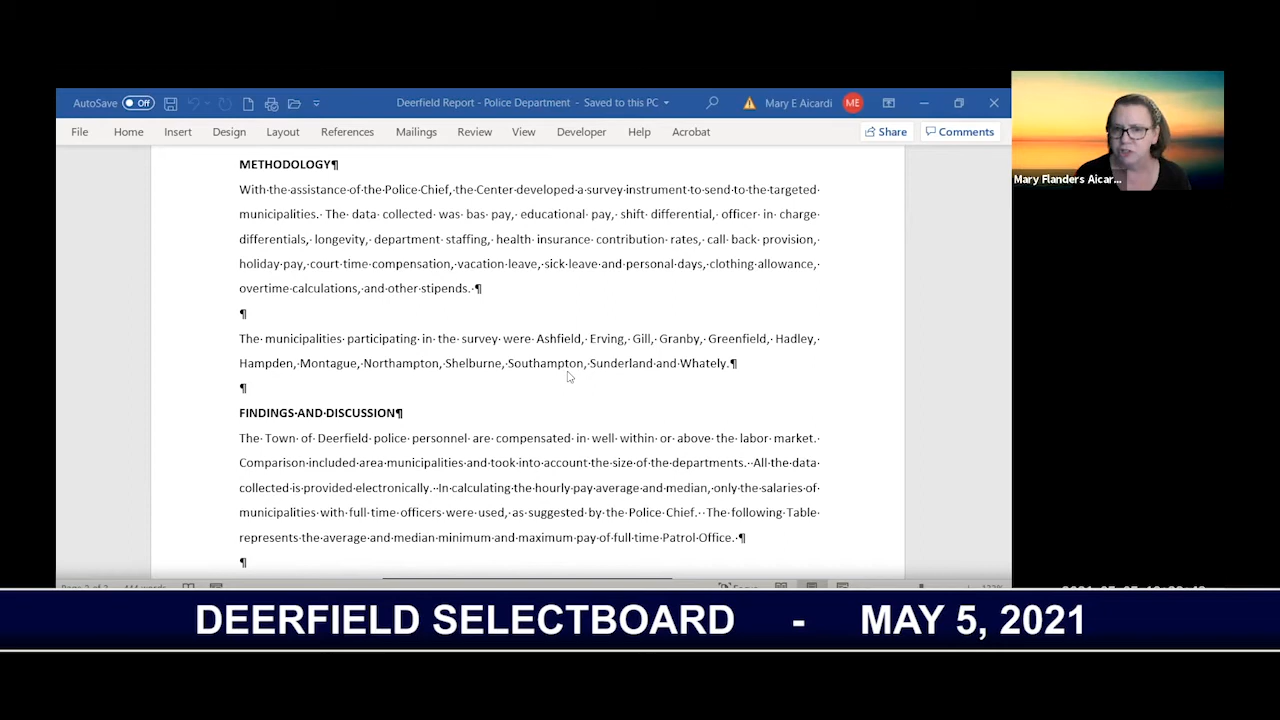 AutoSave Off Deerfield Report - Police Department - Saved to this PC Mary E Aicardi ME
File Home Insert Design Layout References Mailings Review View Developer Help Acrobat Share Comments
Mary Flanders Aicar...
METHODOLOGY¶
With·the·assistance·of·the·Police·Chief,·the·Center·developed·a·survey·instrument·to·send·to·the·targeted·
municipalities.··The·data·collected·was·bas·pay,·educational·pay,·shift·differential,·officer·in·charge·
differentials,·longevity,·department·staffing,·health·insurance·contribution·rates,·call·back·provision,·
holiday·pay,·court·time·compensation,·vacation·leave,·sick·leave·and·personal·days,·clothing·allowance,·
overtime·calculations,·and·other·stipends.·¶
¶
The·municipalities·participating·in·the·survey·were·Ashfield,·Erving,·Gill,·Granby,·Greenfield,·Hadley,·
Hampden,·Montague,·Northampton,·Shelburne,·Southampton,·Sunderland·and·Whately.¶
¶
FINDINGS·AND·DISCUSSION¶
The·Town·of·Deerfield·police·personnel·are·compensated·in·well·within·or·above·the·labor·market.·
Comparison·included·area·municipalities·and·took·into·account·the·size·of·the·departments.··All·the·data·
collected·is·provided·electronically.··In·calculating·the·hourly·pay·average·and·median,·only·the·salaries·of·
municipalities·with·full·time·officers·were·used,·as·suggested·by·the·Police·Chief.··The·following·Table·
represents·the·average·and·median·minimum·and·maximum·pay·of·full·time·Patrol·Office.·¶
¶
DEERFIELD SELECTBOARD - MAY 5, 2021